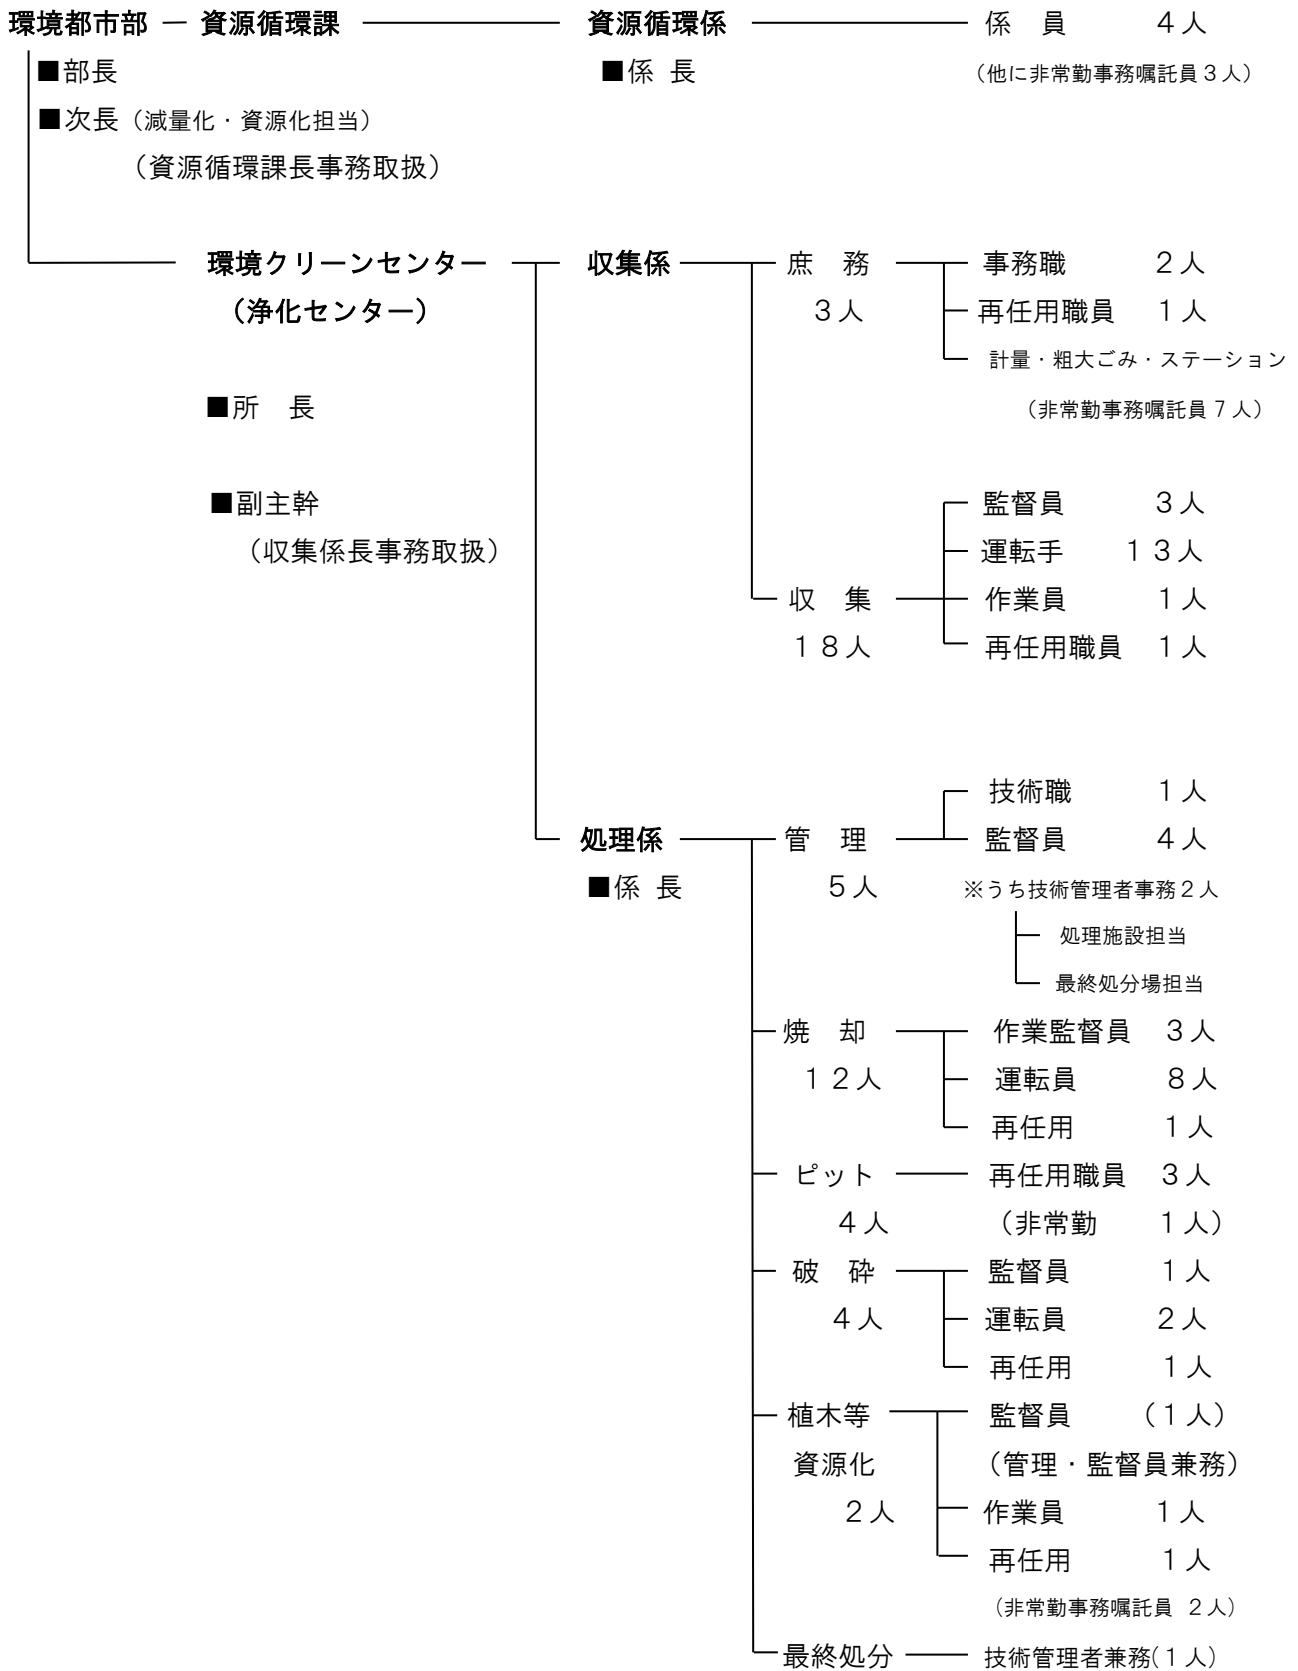 環境都市部 資源循環課 資源循環係 係　員　４人
■部長 ■係 長 （他に非常勤事務嘱託員３人）
■次長（減量化・資源化担当）
（資源循環課長事務取扱）
環境クリーンセンター 収集係 庶　務 事務職　２人
（浄化センター） ３人 再任用職員　１人
計量・粗大ごみ・ステーション
■所　長 （非常勤事務嘱託員７人）
■副主幹 監督員　３人
（収集係長事務取扱） 運転手　１３人
収　集 作業員　１人
１８人 再任用職員　１人
技術職　１人
処理係 管　理 監督員　４人
■係 長 ５人 ※うち技術管理者事務２人
処理施設担当
最終処分場担当
焼　却 作業監督員　３人
１２人 運転員　８人
再任用　１人
ピット 再任用職員　３人
４人 （非常勤　１人）
破　砕 監督員　１人
４人 運転員　２人
再任用　１人
植木等 監督員　（１人）
資源化 （管理・監督員兼務）
２人 作業員　１人
再任用　１人
（非常勤事務嘱託員 ２人）
最終処分 技術管理者兼務(１人)